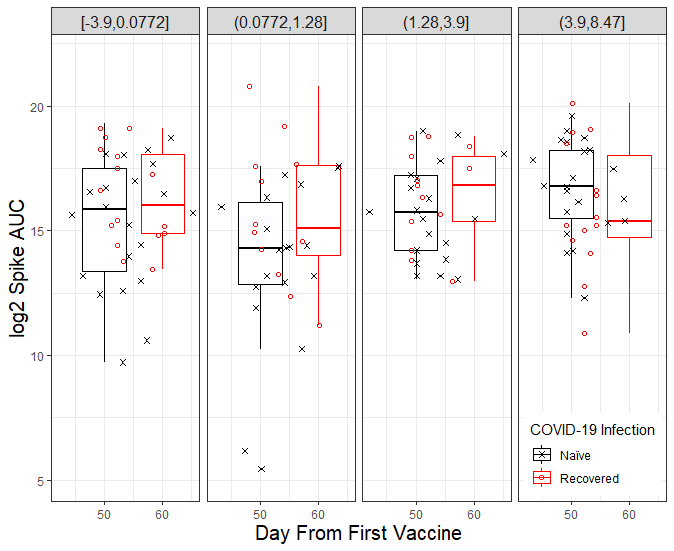 [-3.9,0.0772]
(0.0772,1.28]
(1.28,3.9]
(3.9,8.47]
log2 Spike AUC
20
15
10
5
50 60 50 60 50 60 50 60
Day From First Vaccine
COVID-19 Infection
Naïve
Recovered